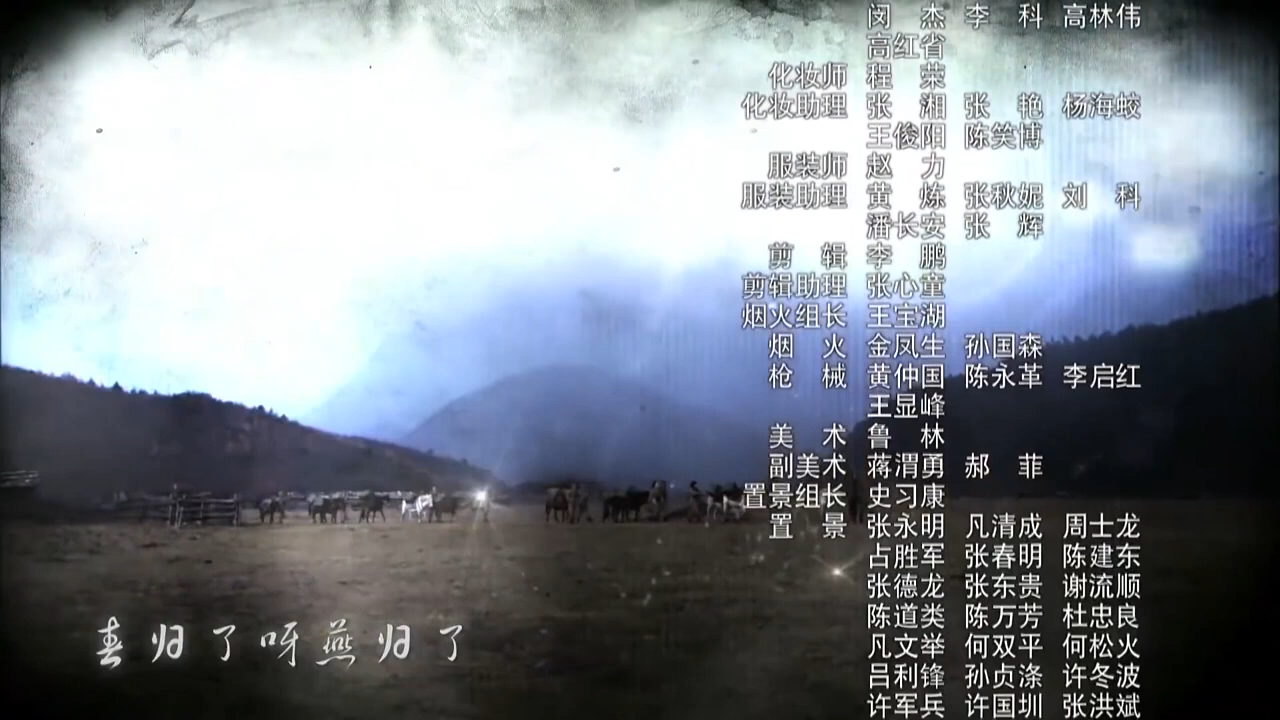 闵杰 李科 高林伟
高红省
化妆师 程荣
化妆助理 张湘 张艳 杨海蛟
王俊阳 陈笑博
服装师 赵力
服装助理 黄炼 张秋妮 刘科
潘长安 张辉
剪辑 李鹏
剪辑助理 张心童
烟火组长 王宝湖
烟火 金凤生 孙国森
枪械 黄仲国 陈永革 李启红
王显峰
美术 鲁林
副美术 蒋渭勇 郝菲
置景组长 史习康
置景 张永明 凡清成 周士龙
占胜军 张春明 陈建东
张德龙 张东贵 谢流顺
陈道类 陈万芳 杜忠良
凡文举 何双平 何松火
吕利锋 孙贞涤 许冬波
许军兵 许国圳 张洪斌
春归了呀燕归了